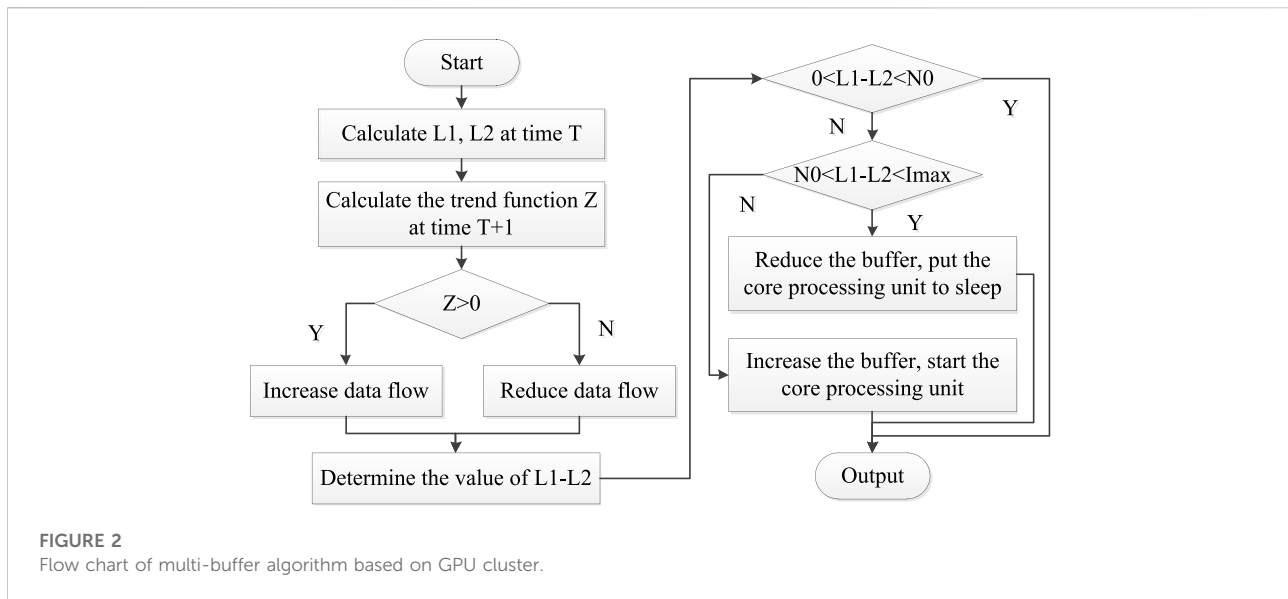 Start
Calculate L1, L2 at time T
Calculate the trend function Z
at time T+1
Z>0
Y
N
Increase data flow
Reduce data flow
Determine the value of L1-L2
0<L1-L2<N0
Y
N
N0<L1-L2<Imax
N
Y
Reduce the buffer, put the
core processing unit to sleep
Increase the buffer, start the
core processing unit
Output
FIGURE 2
Flow chart of multi-buffer algorithm based on GPU cluster.